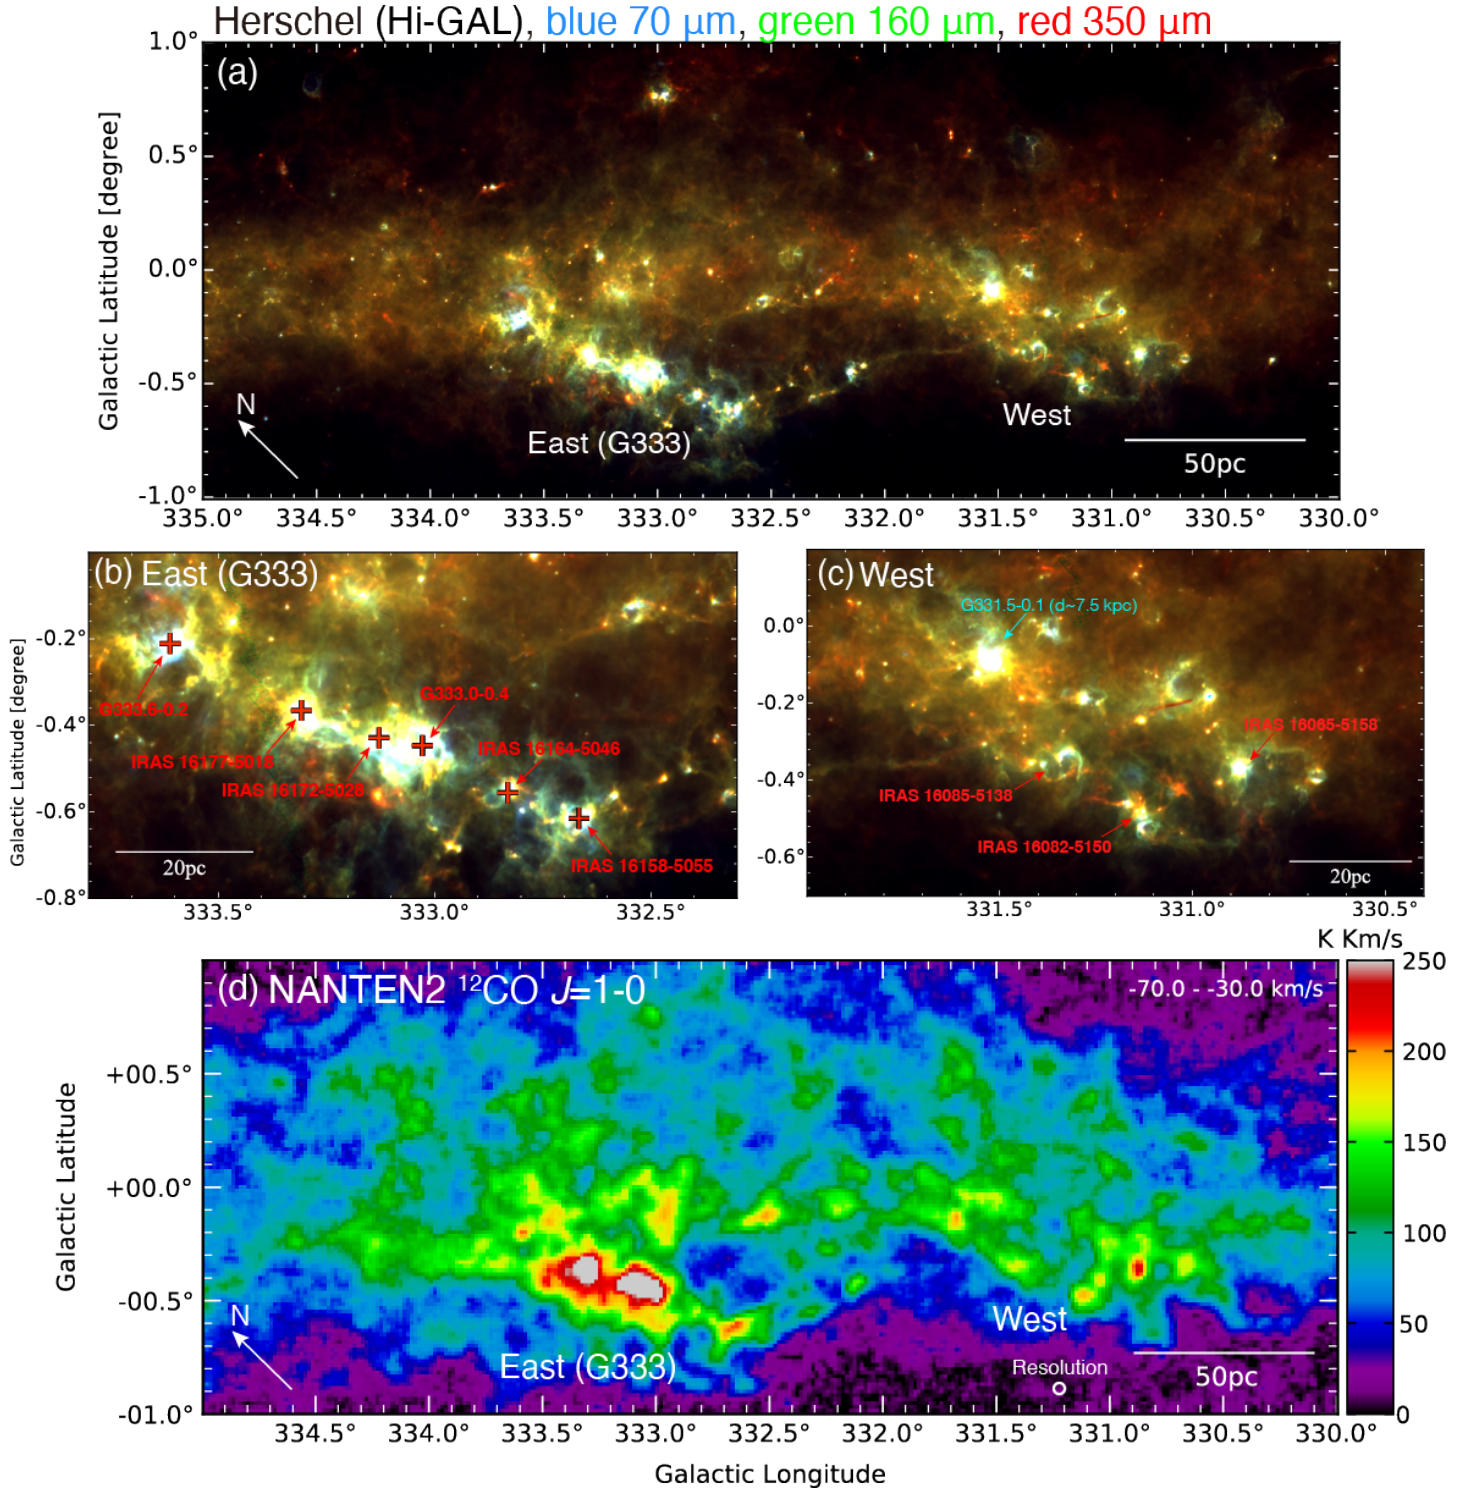 Herschel (Hi-GAL), blue 70 μm, green 160 μm, red 350 μm
(a)
1.0°
0.5°
0.0°
-0.5°
-1.0°
Galactic Latitude [degree]
N
East (G333)
West
50pc
335.0° 334.5° 334.0° 333.5° 333.0° 332.5° 332.0° 331.5° 331.0° 330.5° 330.0°
(b) East (G333)
-0.2°
-0.4°
-0.6°
-0.8°
Galactic Latitude [degree]
G333.6-0.2
G333.0-0.4
IRAS 16177-5018
IRAS 16172-5028
IRAS 16164-5046
IRAS 16158-5055
20pc
333.5° 333.0° 332.5°
(c) West
G331.5-0.1 (d~7.5 kpc)
0.0°
-0.2°
-0.4°
-0.6°
IRAS 16065-5158
IRAS 16085-5138
IRAS 16082-5150
20pc
331.5° 331.0° 330.5°
K Km/s
(d) NANTEN2 ¹²CO J=1-0
-70.0 - -30.0 km/s
+00.5°
+00.0°
-00.5°
-01.0°
Galactic Latitude
N
East (G333)
West
Resolution
50pc
250
200
150
100
50
0
334.5° 334.0° 333.5° 333.0° 332.5° 332.0° 331.5° 331.0° 330.5° 330.0°
Galactic Longitude